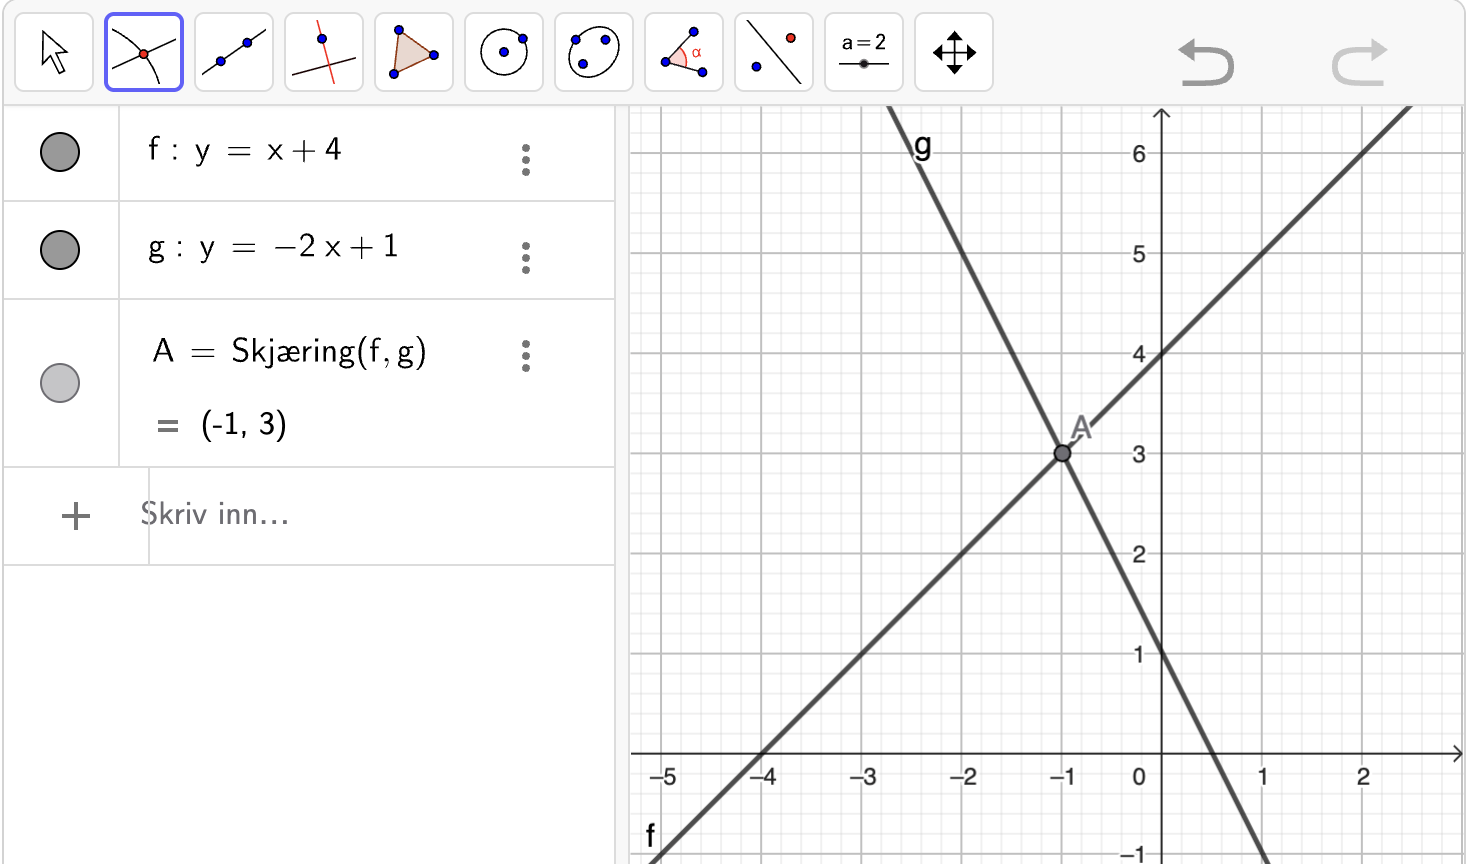 α
a=2
f : y = x + 4
g : y = −2 x + 1
A = Skjæring(f, g)
= (-1, 3)
+ Skriv inn…
g
6
5
4
A
3
2
1
−5 −4 −3 −2 −1 0 1 2
f
−1